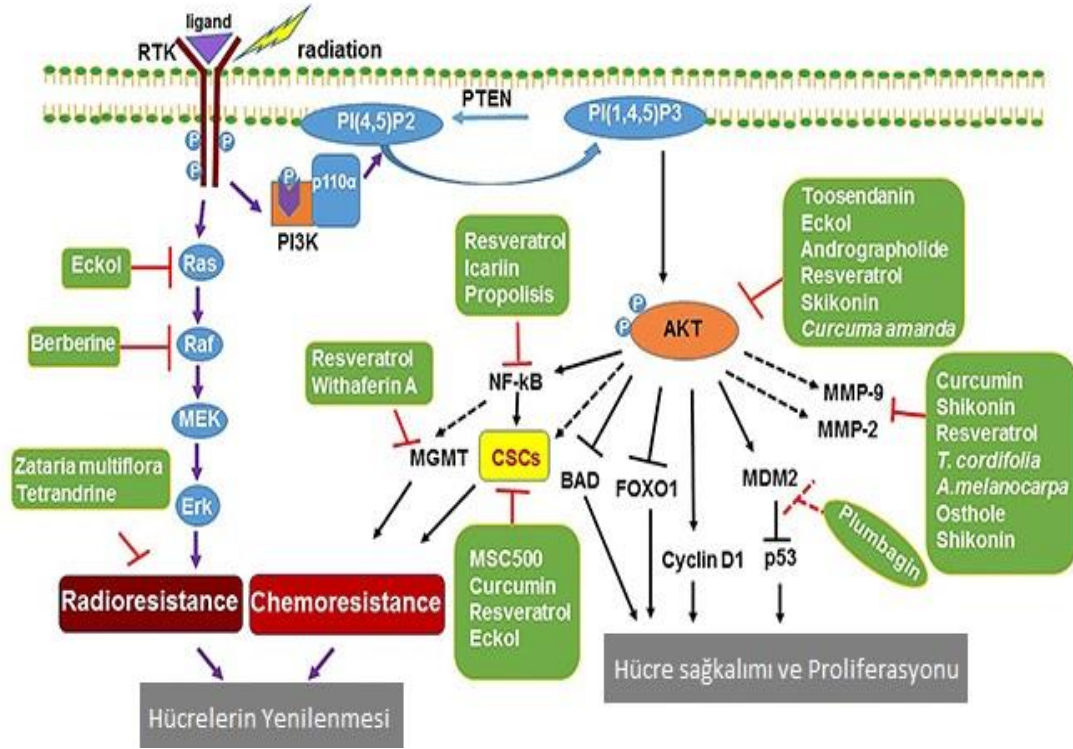 ligand
RTK
radiation
PTEN
PI(4,5)P2
PI(1,4,5)P3
P
P
P
P
p110α
PI3K
Eckol
Ras
Berberine
Raf
MEK
Zataria multiflora
Tetrandrine
Erk
Radioresistance
Chemoresistance
Hücrelerin Yenilenmesi
Resveratrol
Icariin
Propolisis
Resveratrol
Withaferin A
NF-kB
MGMT
CSCs
MSC500
Curcumin
Resveratrol
Eckol
P
P
AKT
Toosendanin
Eckol
Andrographolide
Resveratrol
Skikonin
Curcuma amanda
MMP-9
MMP-2
Curcumin
Shikonin
Resveratrol
T. cordifolia
A.melanocarpa
Osthole
Shikonin
BAD
FOXO1
Cyclin D1
MDM2
p53
Plumbagin
Hücre sağkalımı ve Proliferasyonu